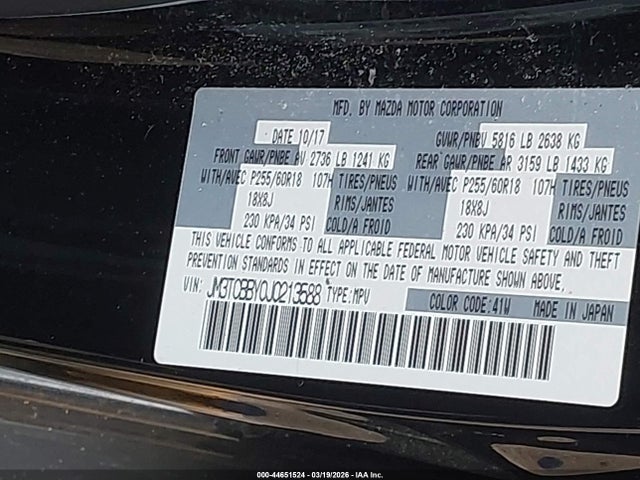 MFD. BY MAZDA MOTOR CORPORATION
DATE 10/17 GVWR/PNBV 5816 LB 2638 KG
FRONT GAWR/PNBE AV 2736 LB 1241 KG REAR GAWR/PNBE AR 3159 LB 1433 KG
WITH/AVEC P255/60R18 107H TIRES/PNEUS WITH/AVEC P255/60R18 107H TIRES/PNEUS
18X8J RIMS/JANTES 18X8J RIMS/JANTES
230 KPA/34 PSI COLD/A FROID 230 KPA/34 PSI COLD/A FROID
THIS VEHICLE CONFORMS TO ALL APPLICABLE FEDERAL MOTOR VEHICLE SAFETY AND THEFT
PREVENTION STANDARDS IN EFFECT ON THE DATE OF MANUFACTURE SHOWN ABOVE.
VIN: JM3TCBBY0J0213588 TYPE: MPV COLOR CODE: 41W MADE IN JAPAN
000-44651524 - 03/19/2026 - IAA Inc.